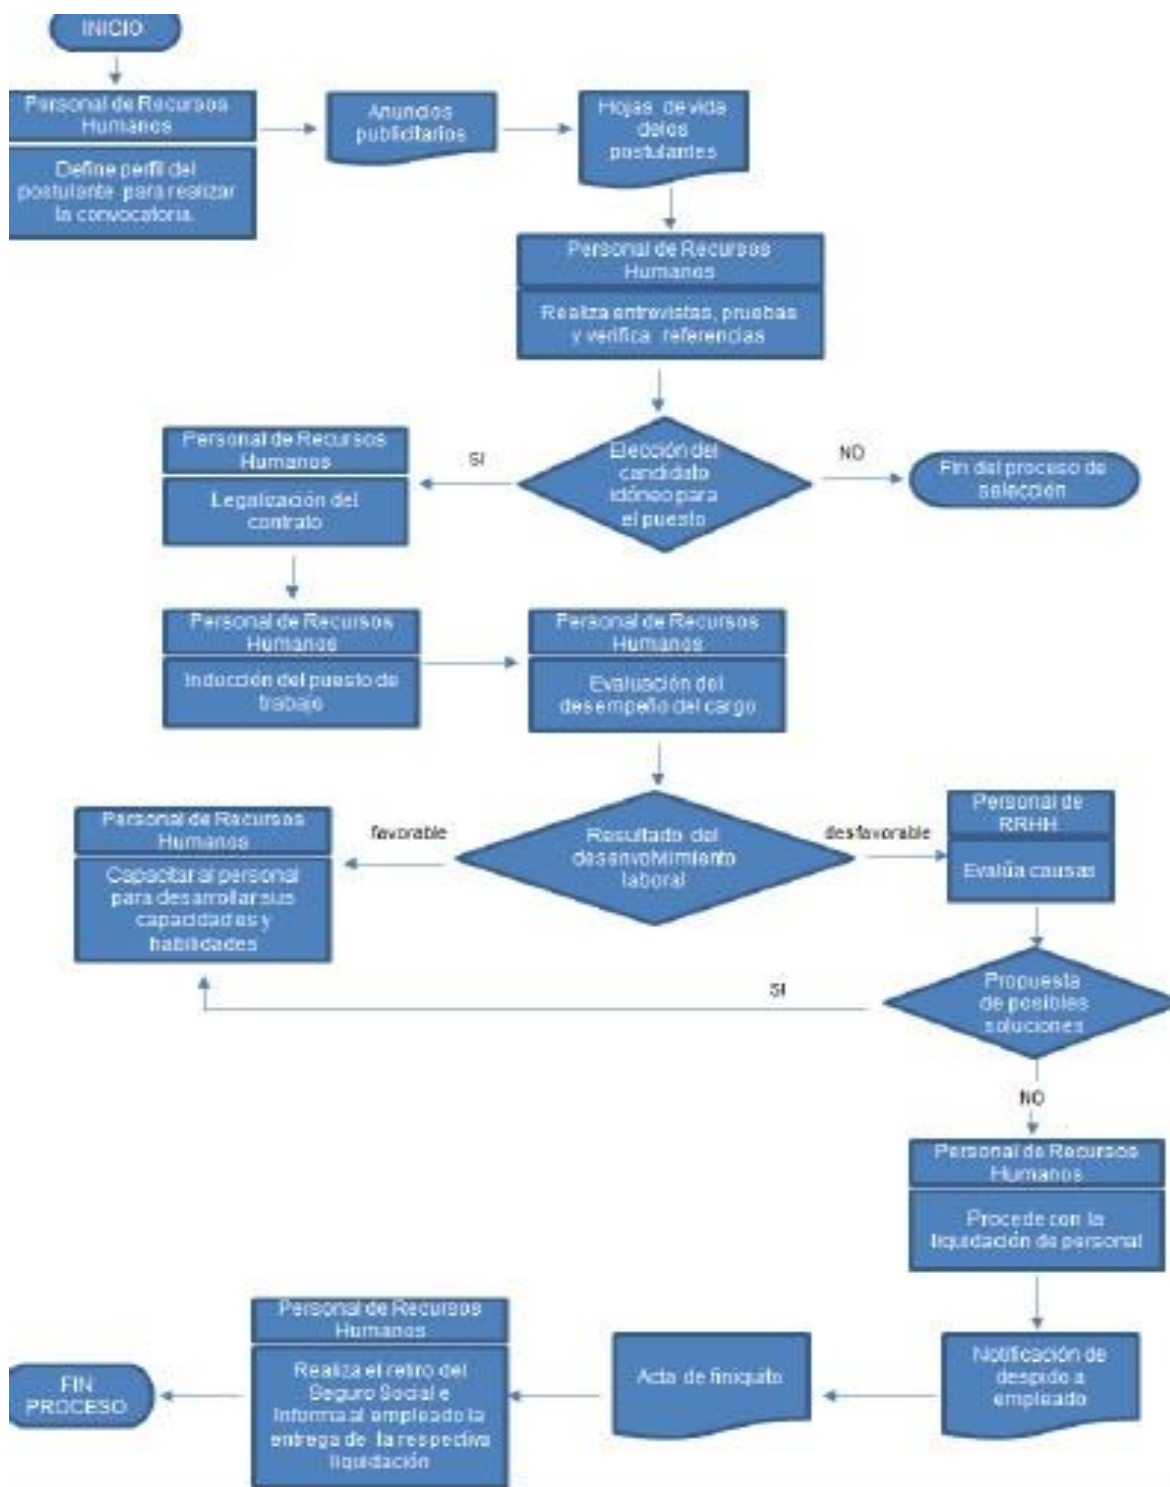 INICIO
Personal de Recursos
Humanos
Define perfil del
postulante para realizar
la convocatoria.
Anuncios
publicitarios
Hojas de vida
delos
postulantes
Personal de Recursos
Humanos
Realiza entrevistas, pruebas
y verifica referencias
Elección del
candidato
idóneo para
el puesto
SI
NO
Fin del proceso de
selección
Personal de Recursos
Humanos
Legalización del
contrato
Personal de Recursos
Humanos
Inducción del puesto de
trabajo
Personal de Recursos
Humanos
Evaluación del
desempeño del cargo
Resultado del
desenvolvimiento
laboral
favorable
desfavorable
Personal de Recursos
Humanos
Capacitar al personal
para desarrollar sus
capacidades y
habilidades
Personal de
RRHH.
Evalúa causas
Propuesta
de posibles
soluciones
SI
NO
Personal de Recursos
Humanos
Procede con la
liquidación de personal
Notificación de
despido a
empleado
Acta de finiquito
Personal de Recursos
Humanos
Realiza el retiro del
Seguro Social e
Informa al empleado la
entrega de la respectiva
liquidación
FIN
PROCESO